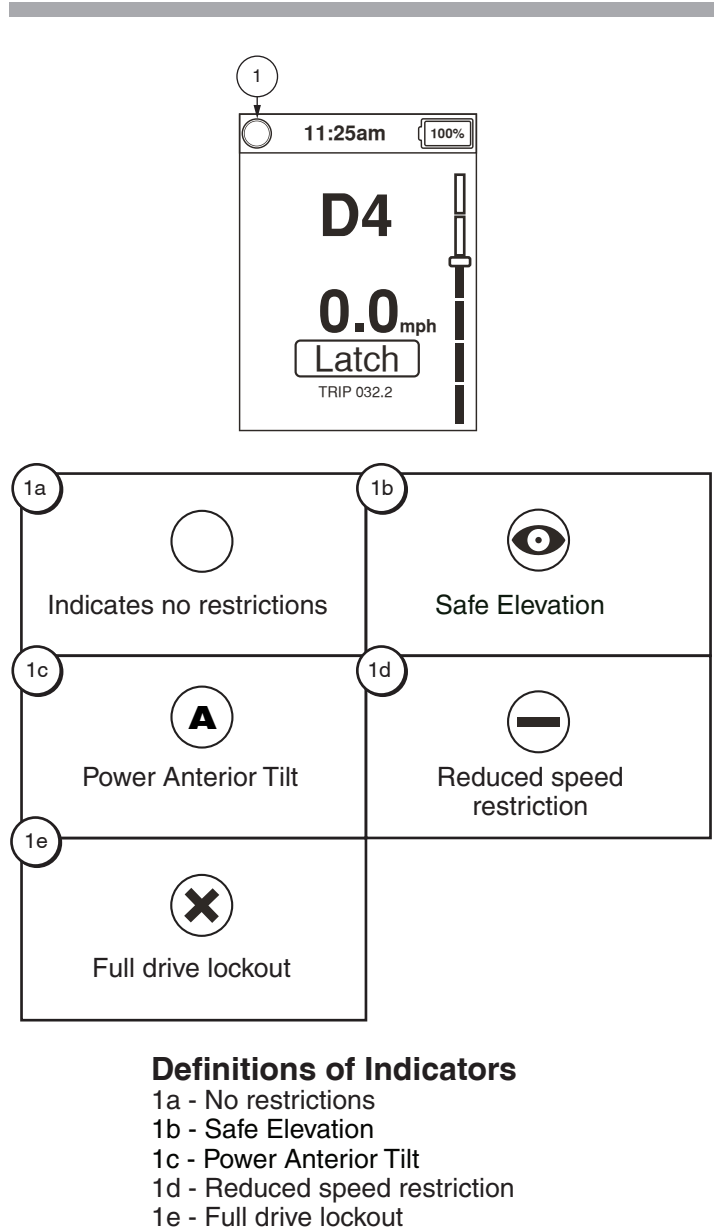 1
11:25am
100%
D4
0.0 mph
Latch
TRIP 032.2
1a
Indicates no restrictions
1b
Safe Elevation
1c
A
Power Anterior Tilt
1d
Reduced speed
restriction
1e
Full drive lockout
Definitions of Indicators
1a - No restrictions
1b - Safe Elevation
1c - Power Anterior Tilt
1d - Reduced speed restriction
1e - Full drive lockout